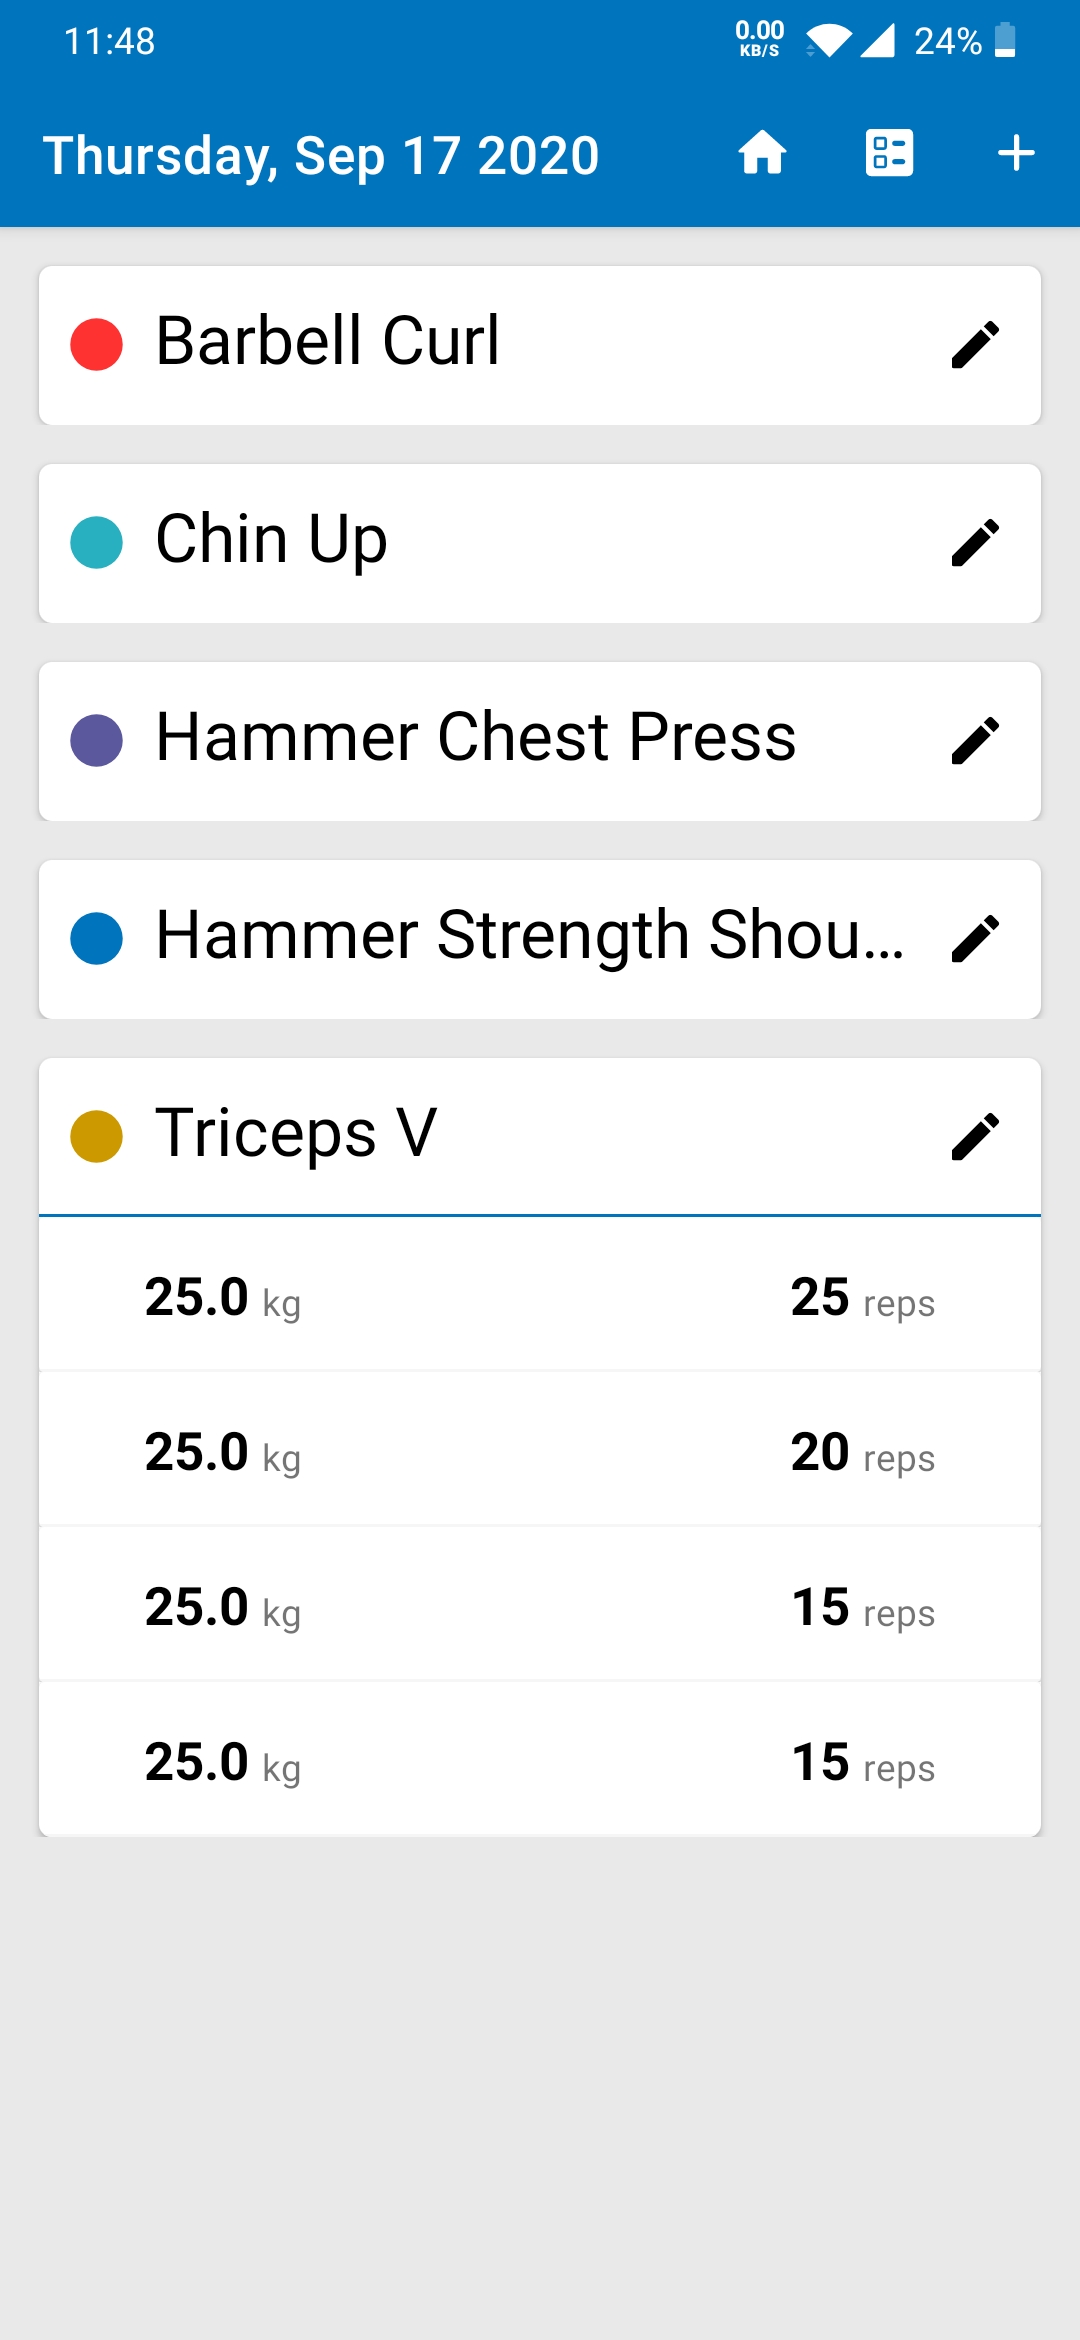 11:48
0.00
KB/S
24%
Thursday, Sep 17 2020
Barbell Curl
Chin Up
Hammer Chest Press
Hammer Strength Shou...
Triceps V
25.0 kg 25 reps
25.0 kg 20 reps
25.0 kg 15 reps
25.0 kg 15 reps